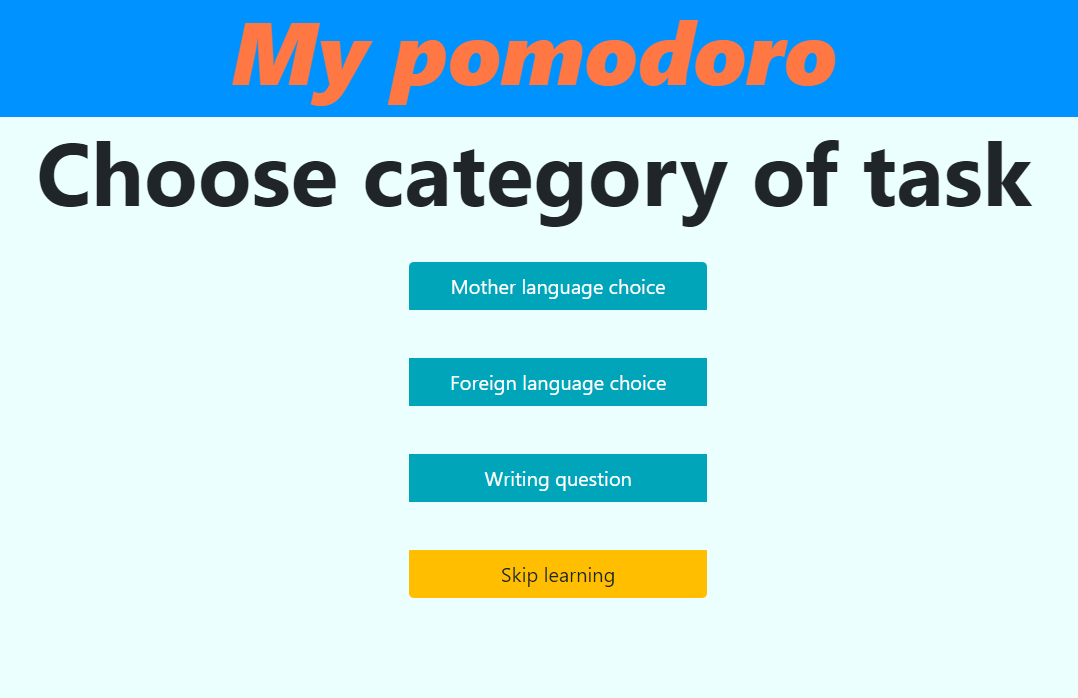 My pomodoro
Choose category of task
Mother language choice
Foreign language choice
Writing question
Skip learning